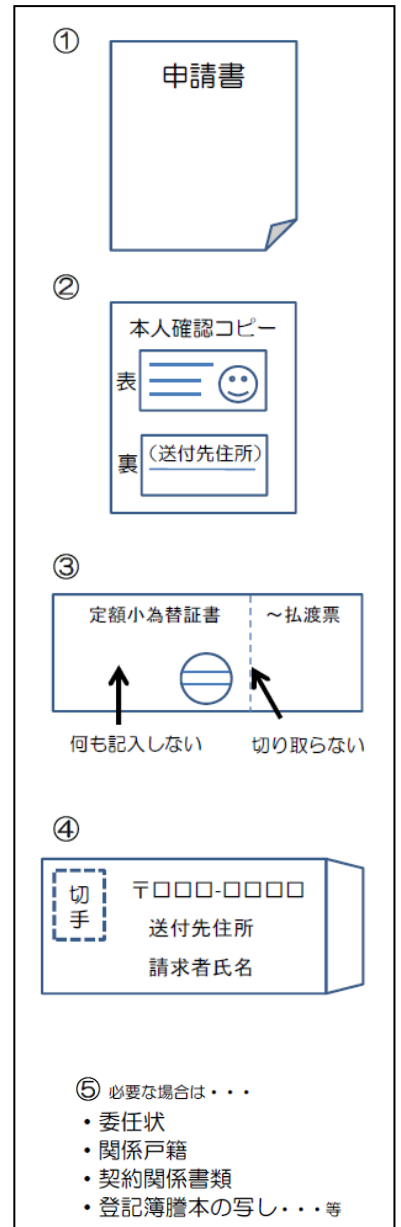 ①
申請書
②
本人確認コピー
表
裏
(送付先住所)
③
定額小為替証書
～払渡票
何も記入しない
切り取らない
④
切手
〒□□□-□□□□
送付先住所
請求者氏名
⑤ 必要な場合は・・・
・委任状
・関係戸籍
・契約関係書類
・登記簿謄本の写し・・・等